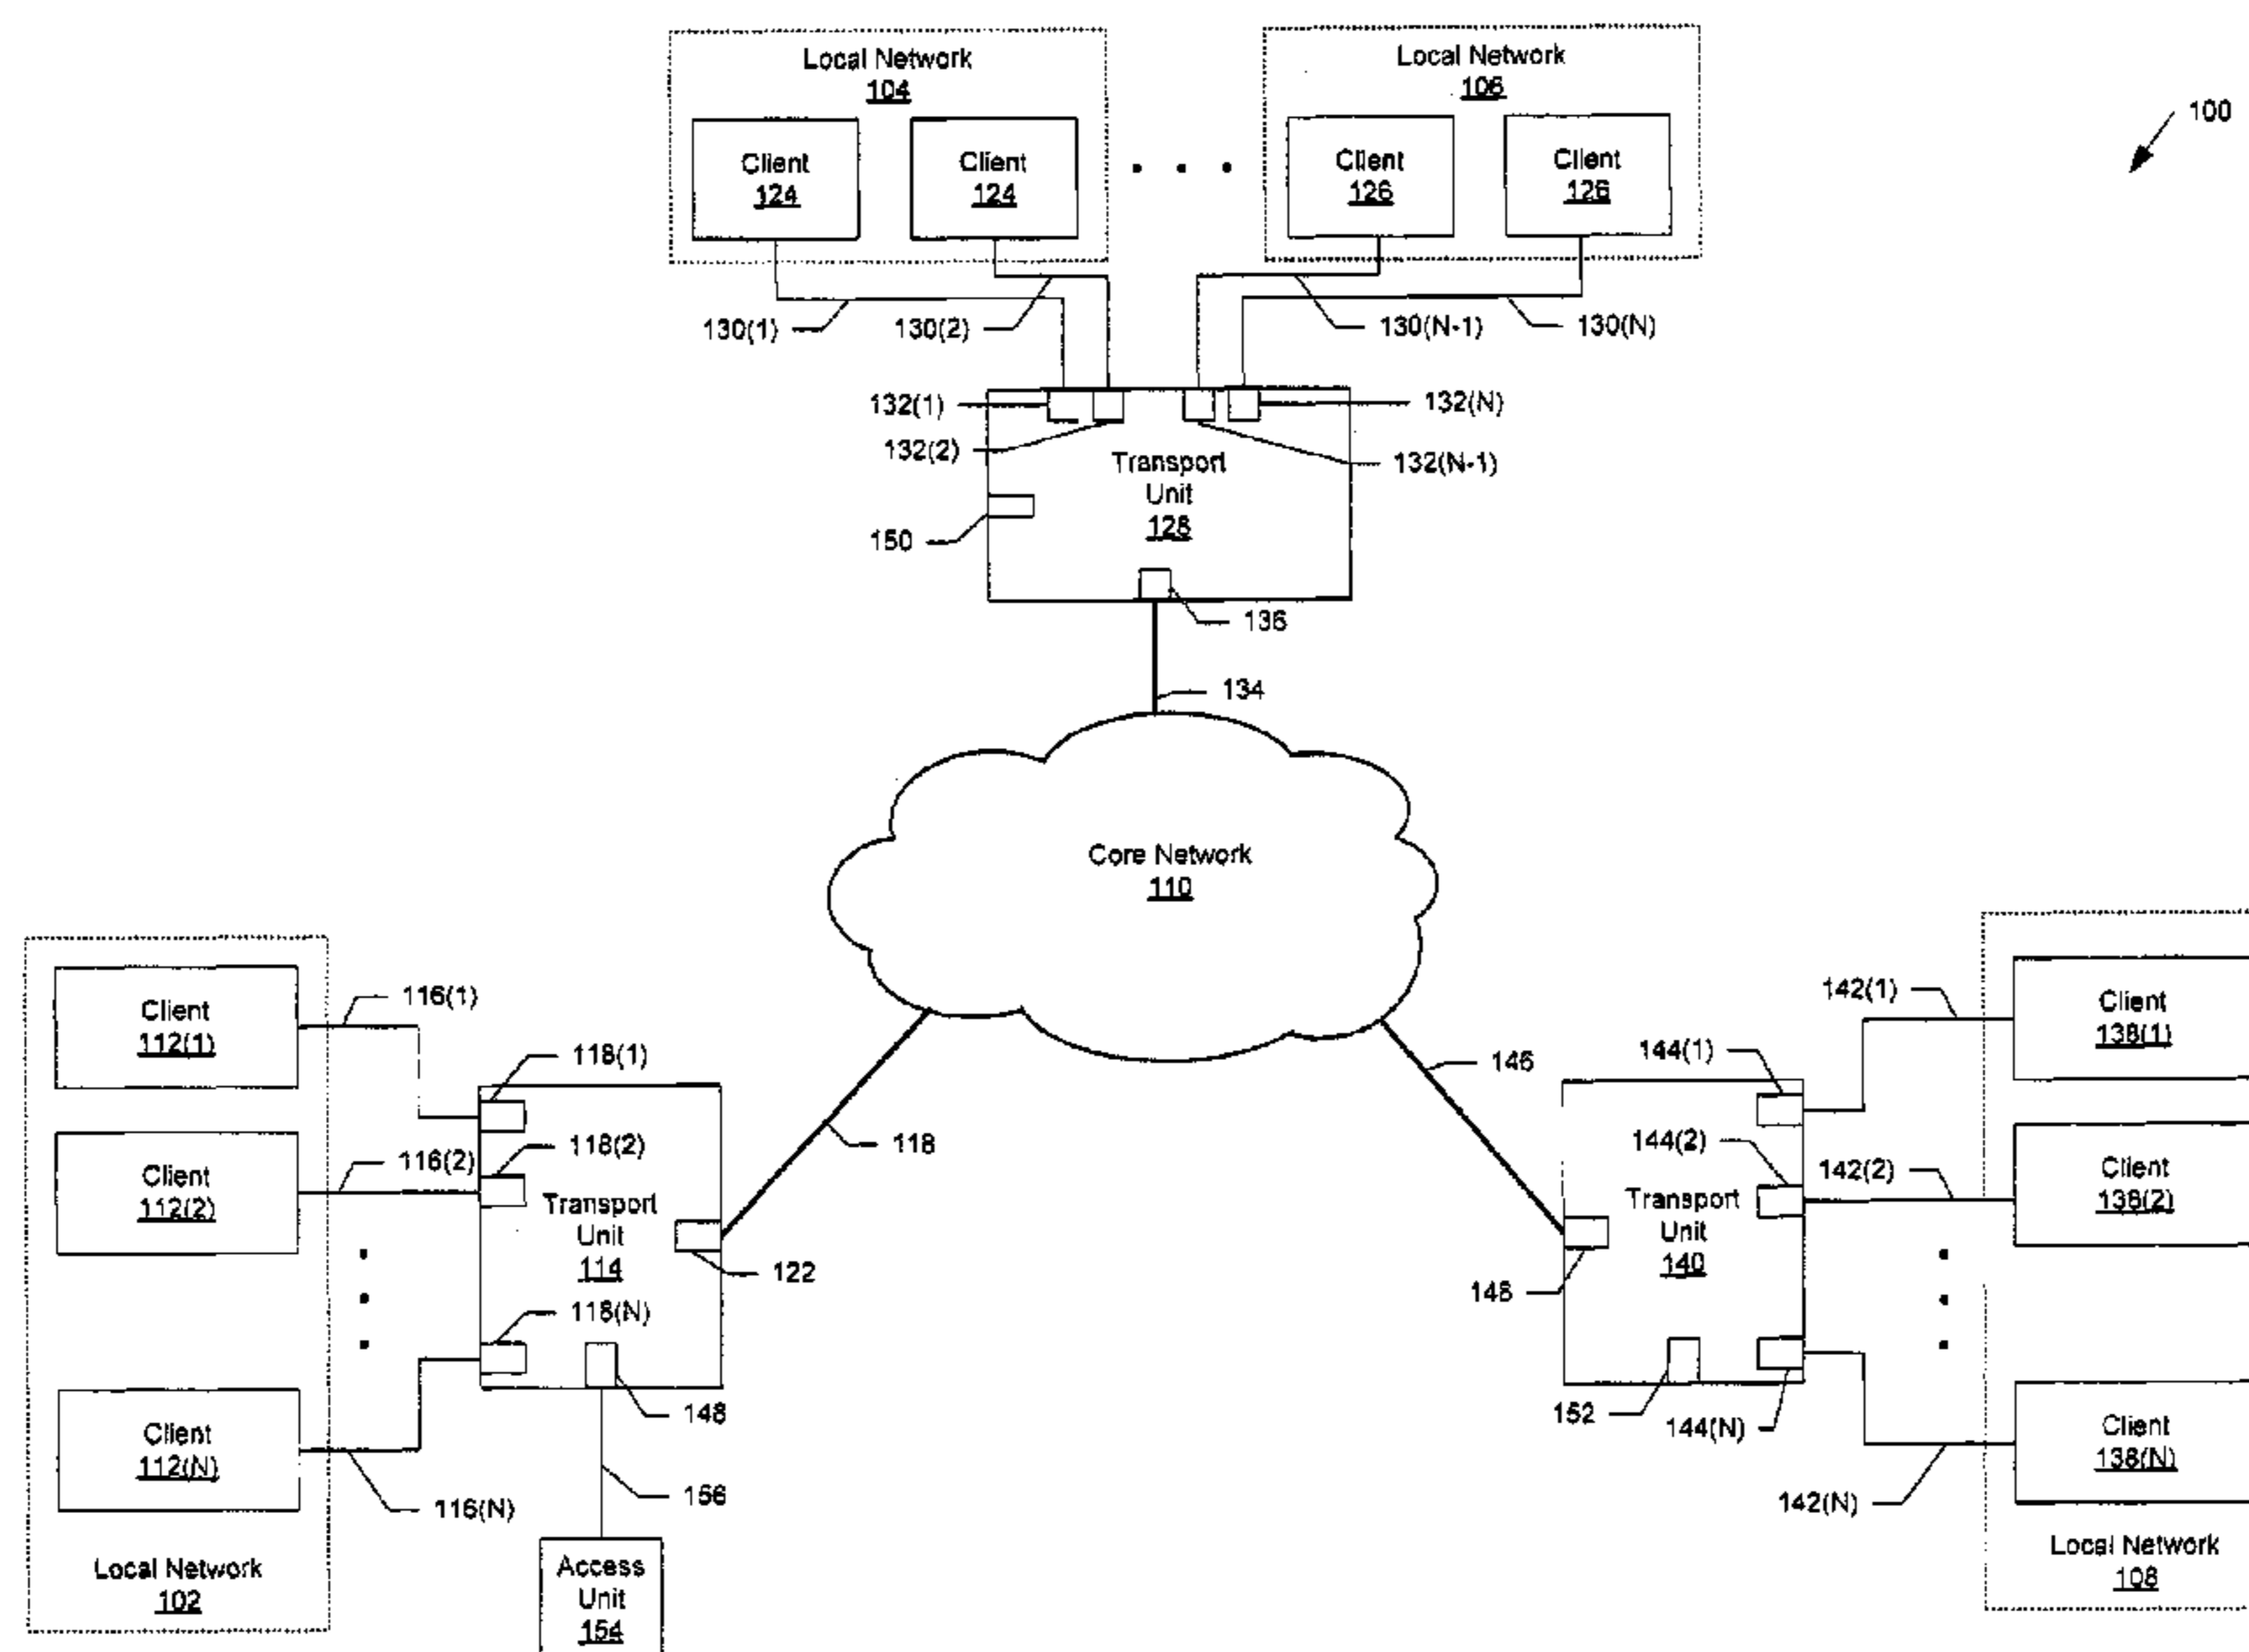 Local Network
104
Local Network
106
100
Client
124
Client
124
Client
126
Client
126
130(1)
130(2)
130(N-1)
130(N)
132(1)
132(N)
132(2)
132(N-1)
Transport
Unit
128
150
136
134
Core Network
110
Client
112(1)
116(1)
118(1)
Client
112(2)
116(2)
118(2)
Transport
Unit
114
118
122
118(N)
Client
112(N)
116(N)
148
156
Local Network
102
Access
Unit
154
146
142(1)
Client
138(1)
144(1)
144(2)
142(2)
Client
138(2)
Transport
Unit
140
148
152
144(N)
142(N)
Client
138(N)
Local Network
108